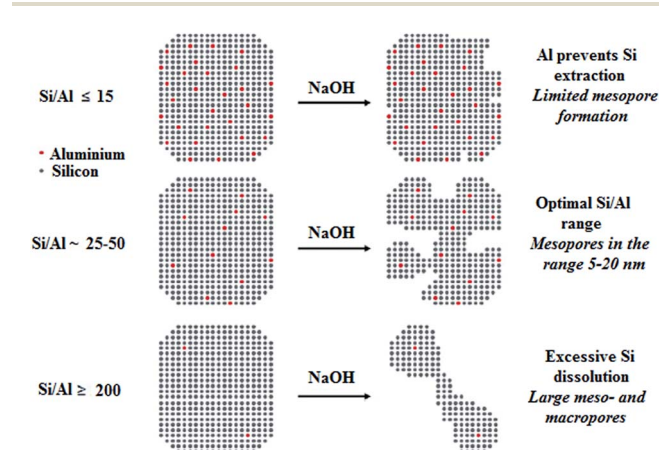 Si/Al ≤ 15
NaOH
Al prevents Si
extraction
Limited mesopore
formation
Aluminium
Silicon
Si/Al ~ 25-50
NaOH
Optimal Si/Al
range
Mesopores in the
range 5-20 nm
Si/Al ≥ 200
NaOH
Excessive Si
dissolution
Large meso- and
macropores